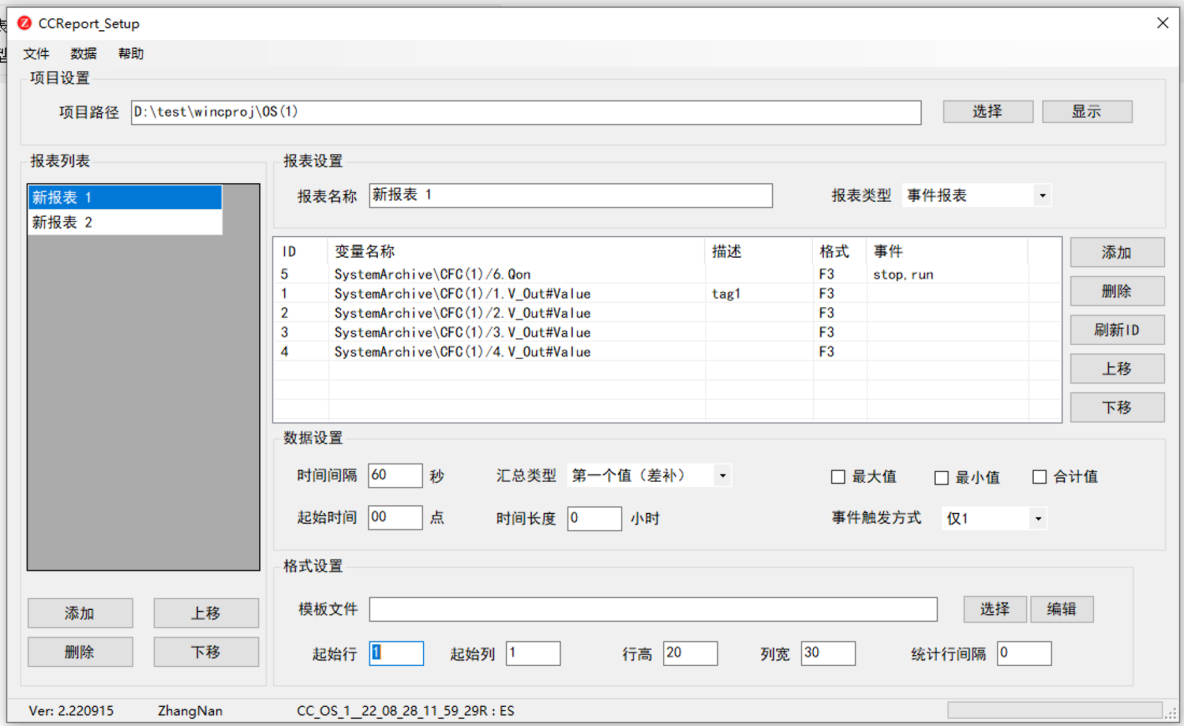 CCReport_Setup
文件 数据 帮助
项目设置
项目路径 D:\test\wincproj\OS(1) 选择 显示
报表列表
新报表 1
新报表 2
添加 上移
删除 下移
报表设置
报表名称 新报表 1 报表类型 事件报表
ID 变量名称 描述 格式 事件
5 SystemArchive\CFC(1)/6.Qon F3 stop,run
1 SystemArchive\CFC(1)/1.V_Out#Value tag1 F3
2 SystemArchive\CFC(1)/2.V_Out#Value F3
3 SystemArchive\CFC(1)/3.V_Out#Value F3
4 SystemArchive\CFC(1)/4.V_Out#Value F3
添加
删除
刷新ID
上移
下移
数据设置
时间间隔 60 秒 汇总类型 第一个值（差补） 最大值 最小值 合计值
起始时间 00 点 时间长度 0 小时 事件触发方式 仅1
格式设置
模板文件 选择 编辑
起始行 1 起始列 1 行高 20 列宽 30 统计行间隔 0
Ver: 2.220915 ZhangNan CC_OS_1__22_08_28_11_59_29R : ES